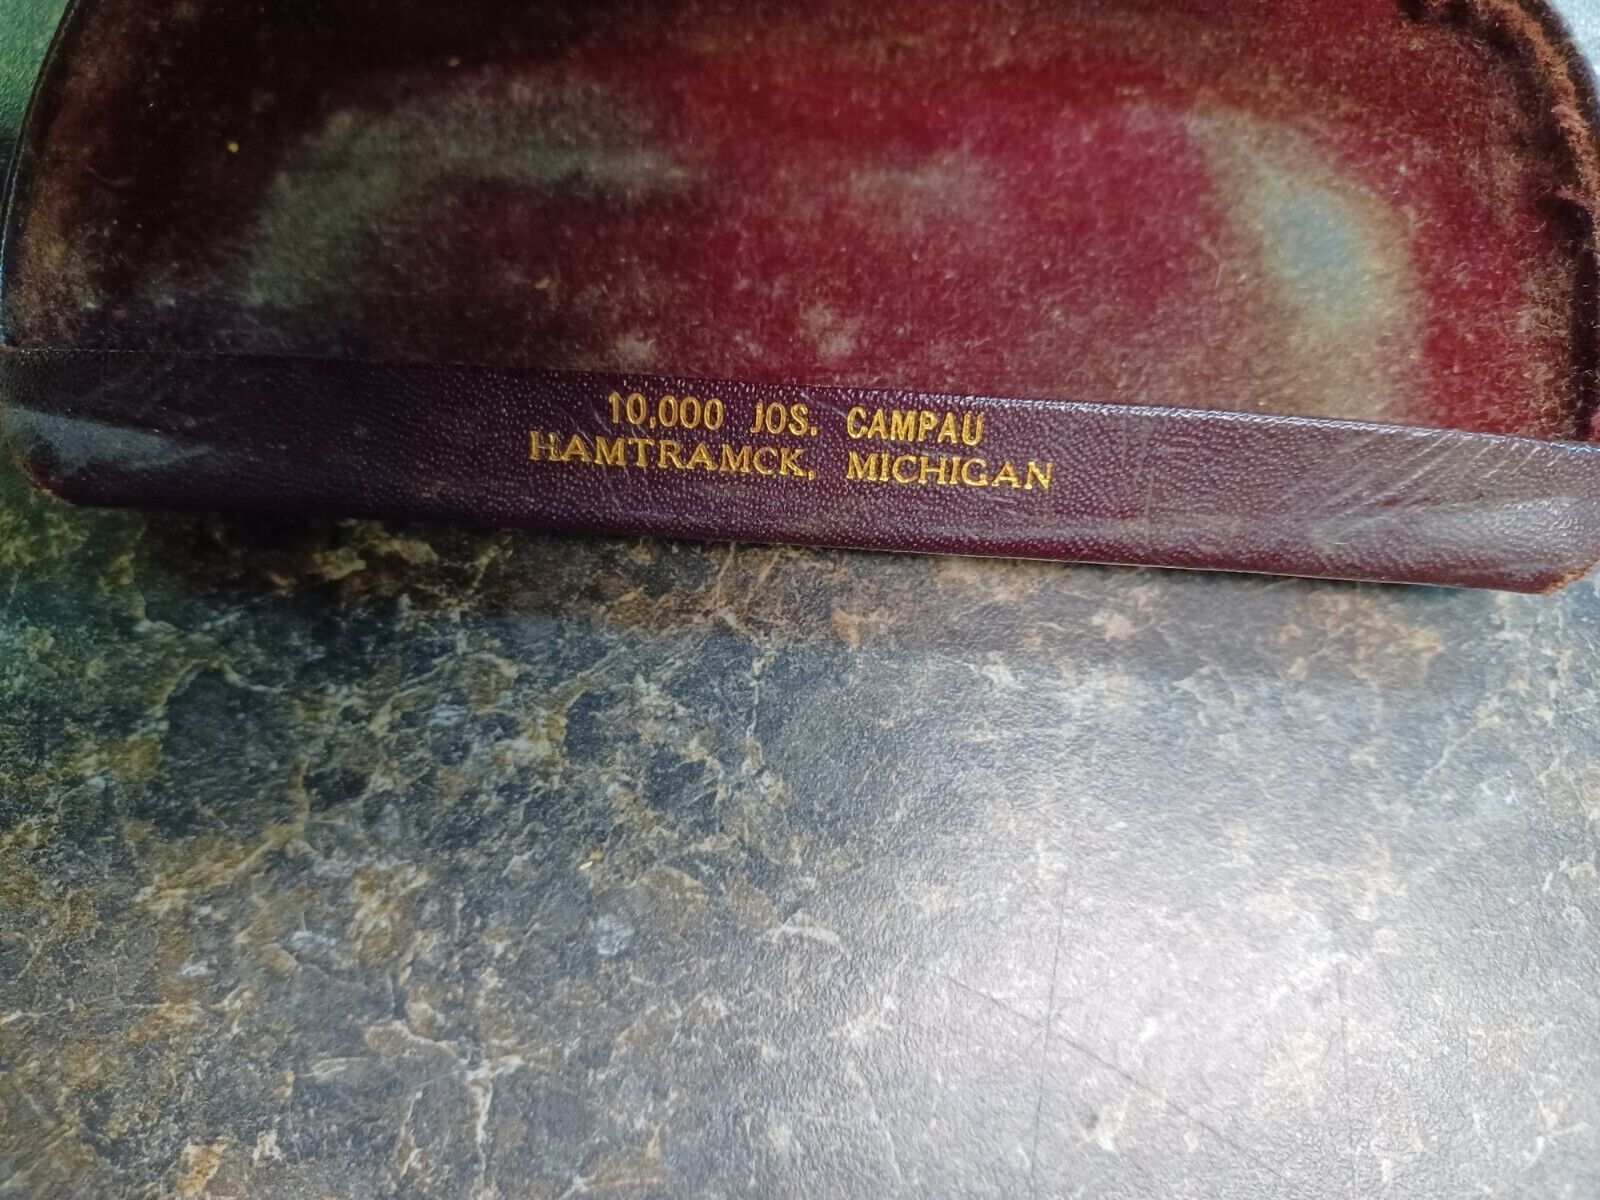 10,000 JOS. CAMPAU
HAMTRAMCK, MICHIGAN